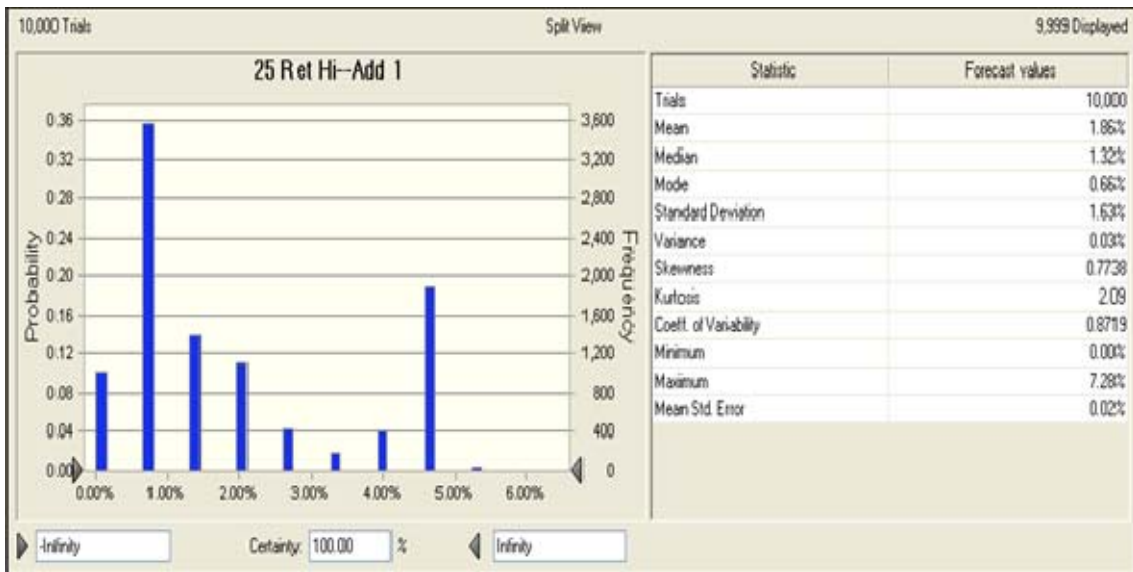 10,000 Trials Split View 9,999 Displayed
25 Ret Hi--Add 1
Probability
0.36
0.32
0.28
0.24
0.20
0.16
0.12
0.08
0.04
0.00
3,600
3,200
2,800
2,400
2,000
1,600
1,200
800
400
0
Frequency
0.00% 1.00% 2.00% 3.00% 4.00% 5.00% 6.00%
Statistic Forecast values
Trials 10,000
Mean 1.86%
Median 1.32%
Mode 0.66%
Standard Deviation 1.63%
Variance 0.03%
Skewness 0.7738
Kurtosis 2.09
Coeff. of Variability 0.8719
Minimum 0.00%
Maximum 7.28%
Mean Std. Error 0.02%
-Infinity Certainty: 100.00 % Infinity